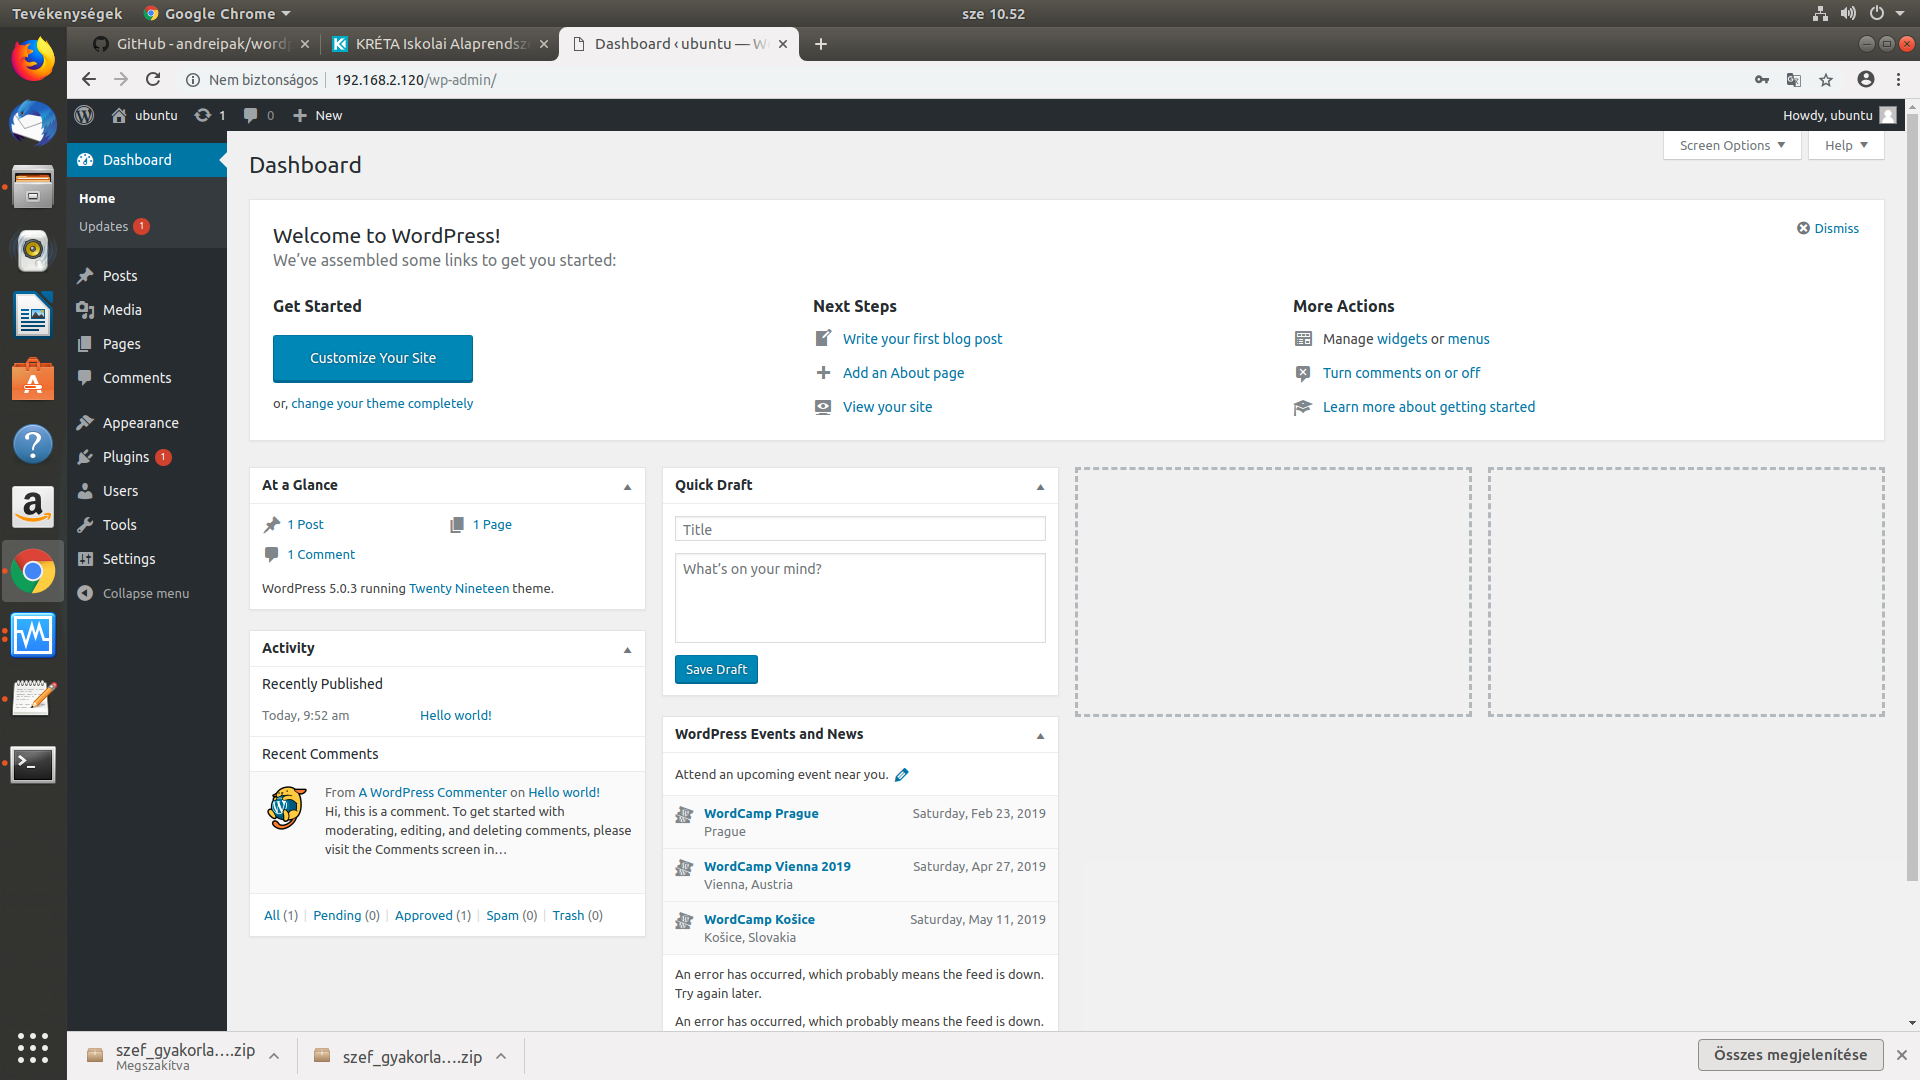 Tevékenységek
Google Chrome
sze 10.52
GitHub - andreipak/wordp
KRÉTA Iskolai Alaprendsze
Dashboard ‹ ubuntu — W
Nem biztonságos
192.168.2.120/wp-admin/
ubuntu
1
0
New
Howdy, ubuntu
Dashboard
Home
Updates 1
Posts
Media
Pages
Comments
Appearance
Plugins 1
Users
Tools
Settings
Collapse menu
Dashboard
Screen Options
Help
Welcome to WordPress!
We’ve assembled some links to get you started:
Dismiss
Get Started
Customize Your Site
or, change your theme completely
Next Steps
Write your first blog post
Add an About page
View your site
More Actions
Manage widgets or menus
Turn comments on or off
Learn more about getting started
At a Glance
1 Post
1 Page
1 Comment
WordPress 5.0.3 running Twenty Nineteen theme.
Activity
Recently Published
Today, 9:52 am
Hello world!
Recent Comments
From A WordPress Commenter on Hello world!
Hi, this is a comment. To get started with
moderating, editing, and deleting comments, please
visit the Comments screen in…
All (1) | Pending (0) | Approved (1) | Spam (0) | Trash (0)
Quick Draft
Title
What’s on your mind?
Save Draft
WordPress Events and News
Attend an upcoming event near you.
WordCamp Prague
Saturday, Feb 23, 2019
Prague
WordCamp Vienna 2019
Saturday, Apr 27, 2019
Vienna, Austria
WordCamp Košice
Saturday, May 11, 2019
Košice, Slovakia
An error has occurred, which probably means the feed is down.
Try again later.
An error has occurred, which probably means the feed is down.
szef_gyakorla….zip
Megszakítva
szef_gyakorla….zip
Összes megjelenítése